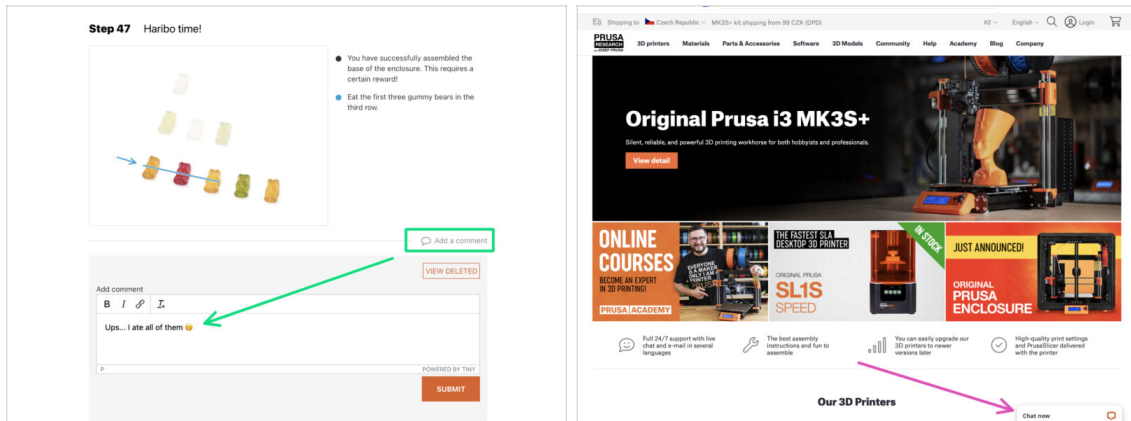 Step 47 Haribo time!
You have successfully assembled the
base of the enclosure. This requires a
certain reward!
Eat the first three gummy bears in the
third row.
Add a comment
VIEW DELETED
Add comment
B I
Ups... I ate all of them 😋
P
POWERED BY TINY
SUBMIT
Shipping to Czech Republic MK3S+ kit shipping from 99 CZK (DPD)
Kč English Login
PRUSA
RESEARCH
by JOSEF PRUSA
3D printers Materials Parts & Accessories Software 3D Models Community Help Academy Blog Company
Original Prusa i3 MK3S+
Silent, reliable, and powerful 3D printing workhorse for both hobbyists and professionals.
View detail
ONLINE
COURSES
BECOME AN EXPERT
IN 3D PRINTING!
PRUSA ACADEMY
EVERYONE
IS A MAKER
THE FASTEST SLA
DESKTOP 3D PRINTER
ORIGINAL PRUSA
SL1S
SPEED
IN STOCK
JUST ANNOUNCED!
ORIGINAL
PRUSA
ENCLOSURE
Full 24/7 support with live
chat and e-mail in several
languages
The best assembly
instructions and fun to
assemble
You can easily upgrade our
3D printers to newer
versions later
High-quality print settings
and PrusaSlicer delivered
with the printer
Our 3D Printers
Chat now